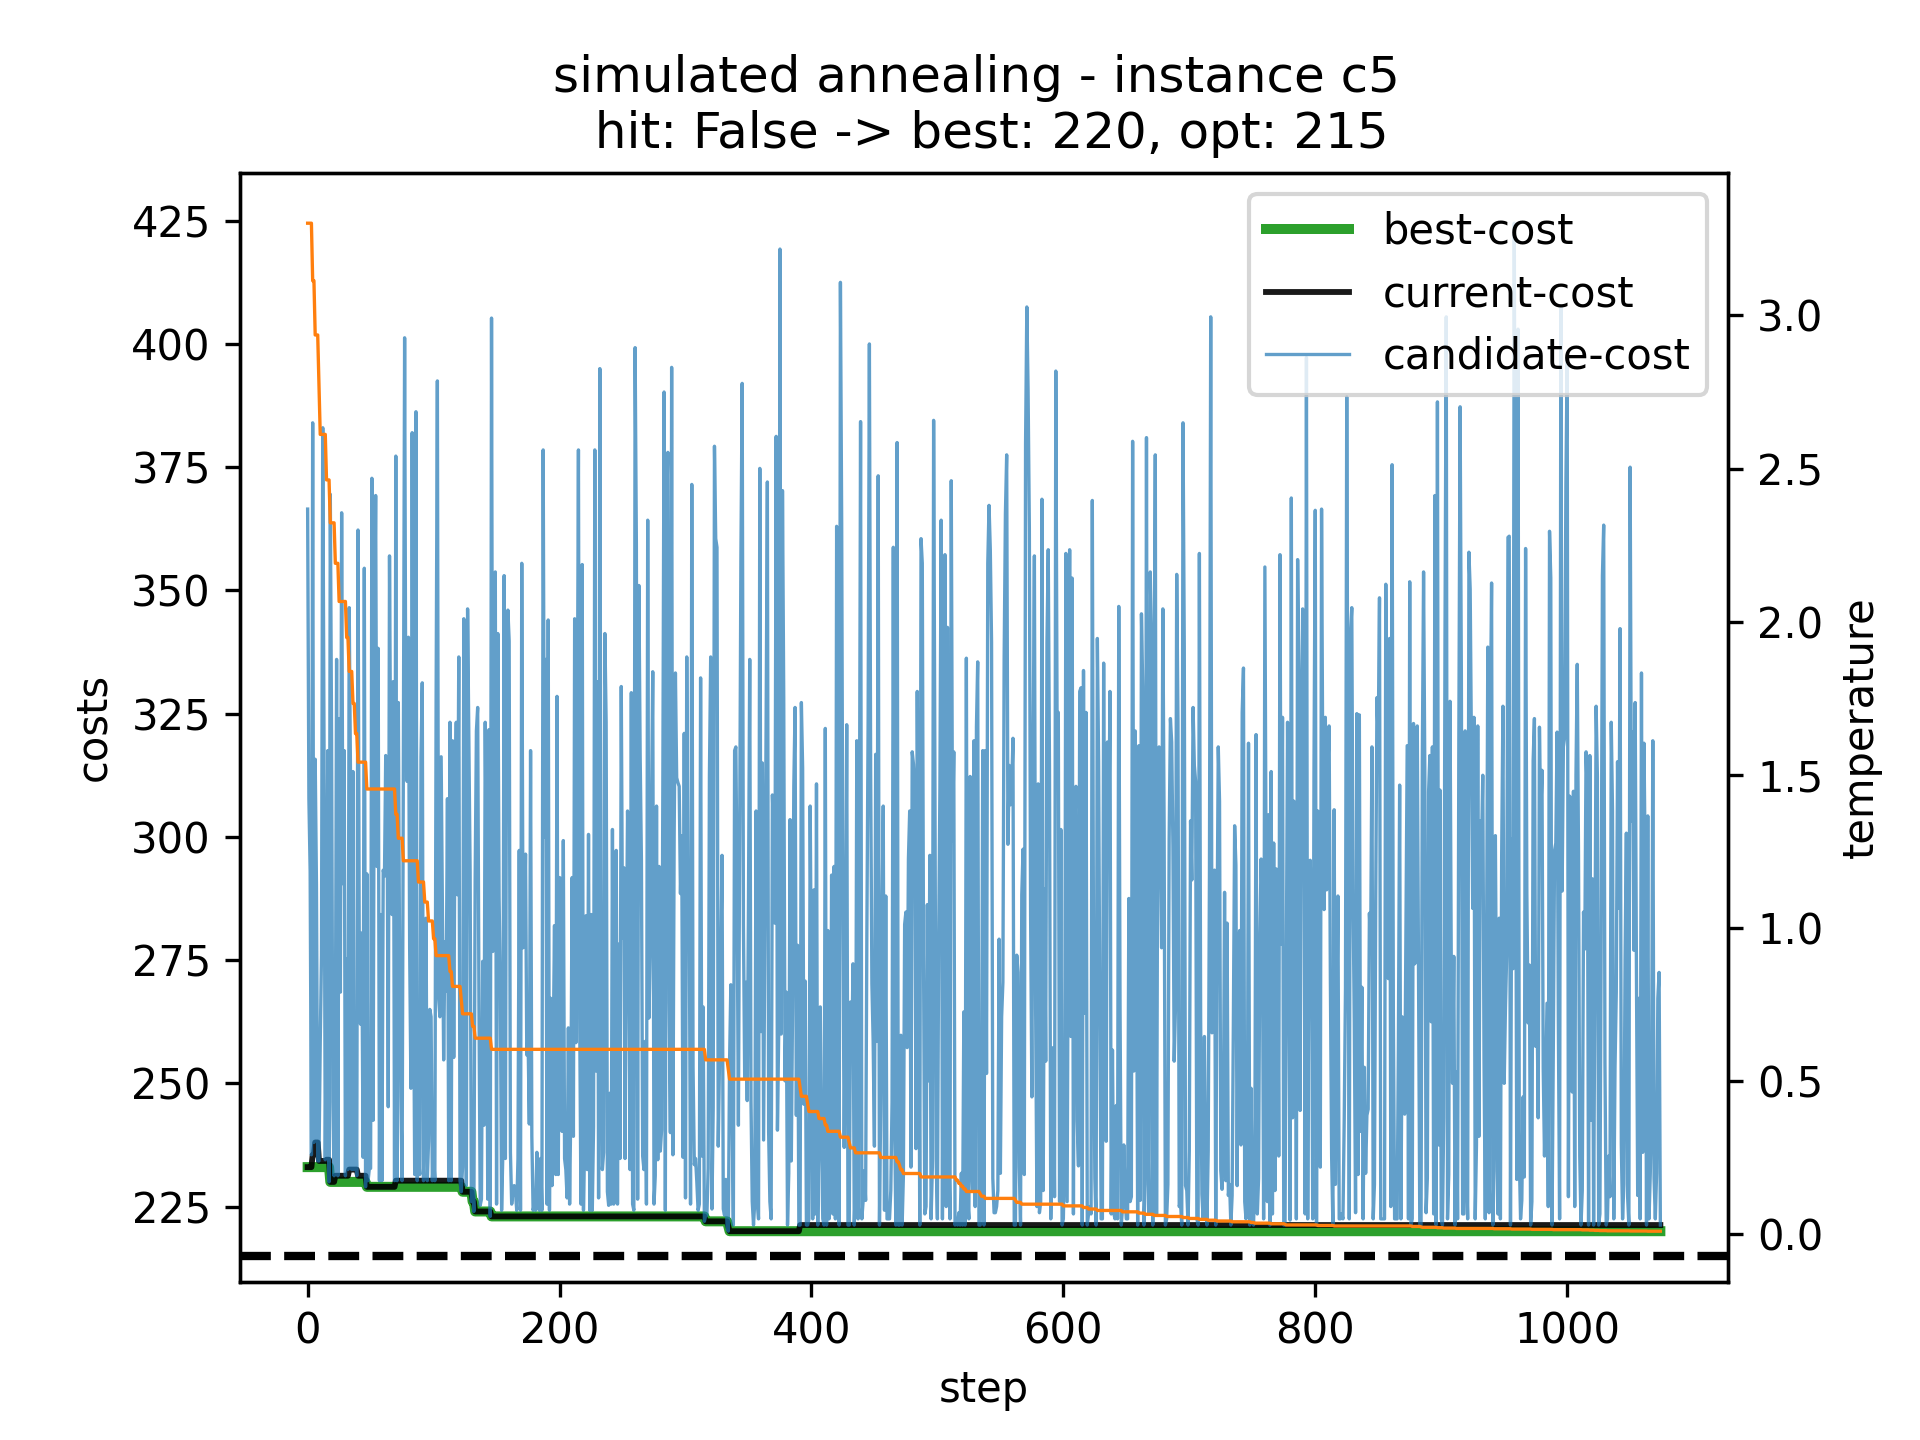 simulated annealing - instance c5
hit: False -> best: 220, opt: 215
best-cost
current-cost
candidate-cost
425
400
375
350
325
300
275
250
225
costs
3.0
2.5
2.0
1.5
1.0
0.5
0.0
temperature
0
200
400
600
800
1000
step